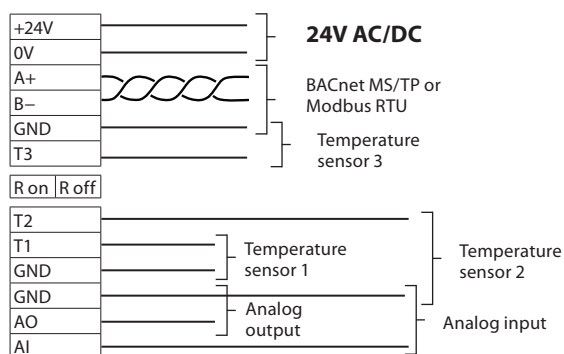 +24V
0V
24V AC/DC
A+
B−
BACnet MS/TP or
Modbus RTU
GND
T3
Temperature
sensor 3
R on R off
T2
T1
GND
Temperature
sensor 1
Temperature
sensor 2
GND
AO
AI
Analog
output
Analog input